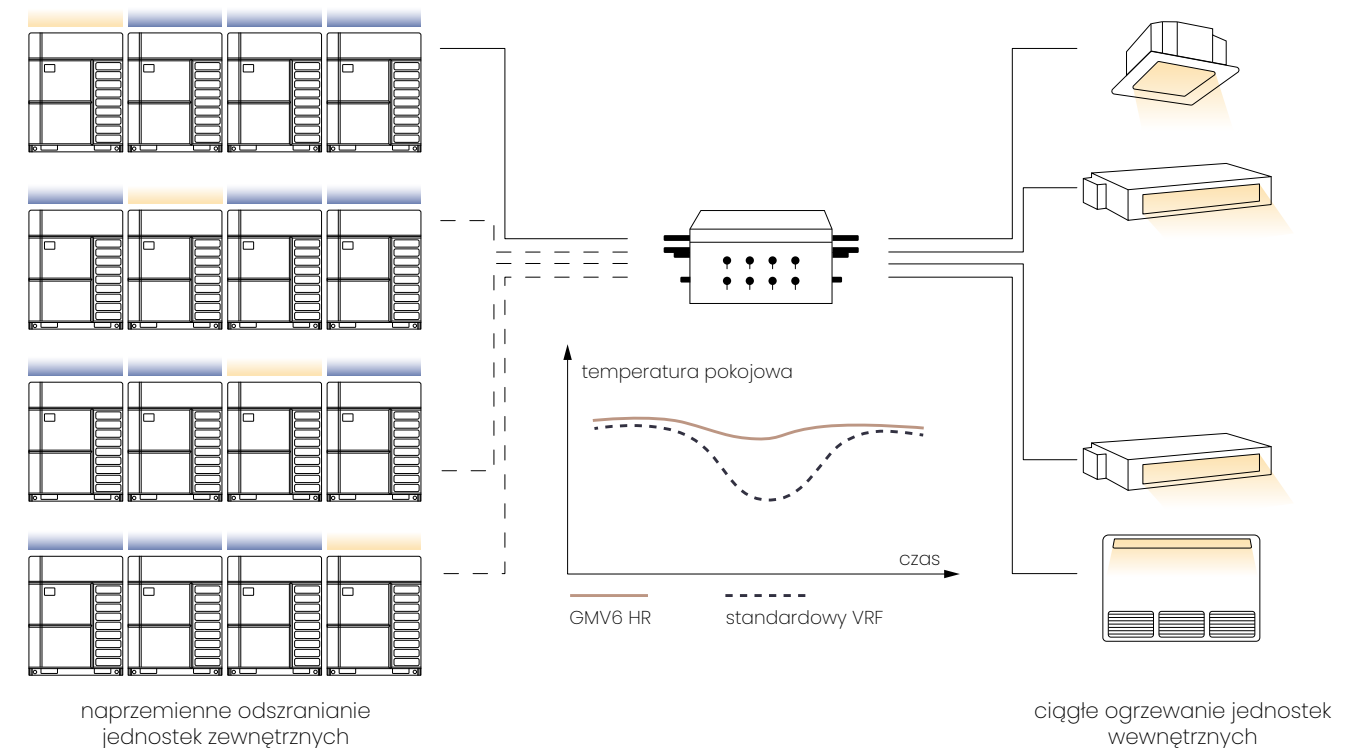 temperatura pokojowa
czas
GMV6 HR
standardowy VRF
naprzemienne odszranianie
jednostek zewnętrznych
ciągłe ogrzewanie jednostek
wewnętrznych